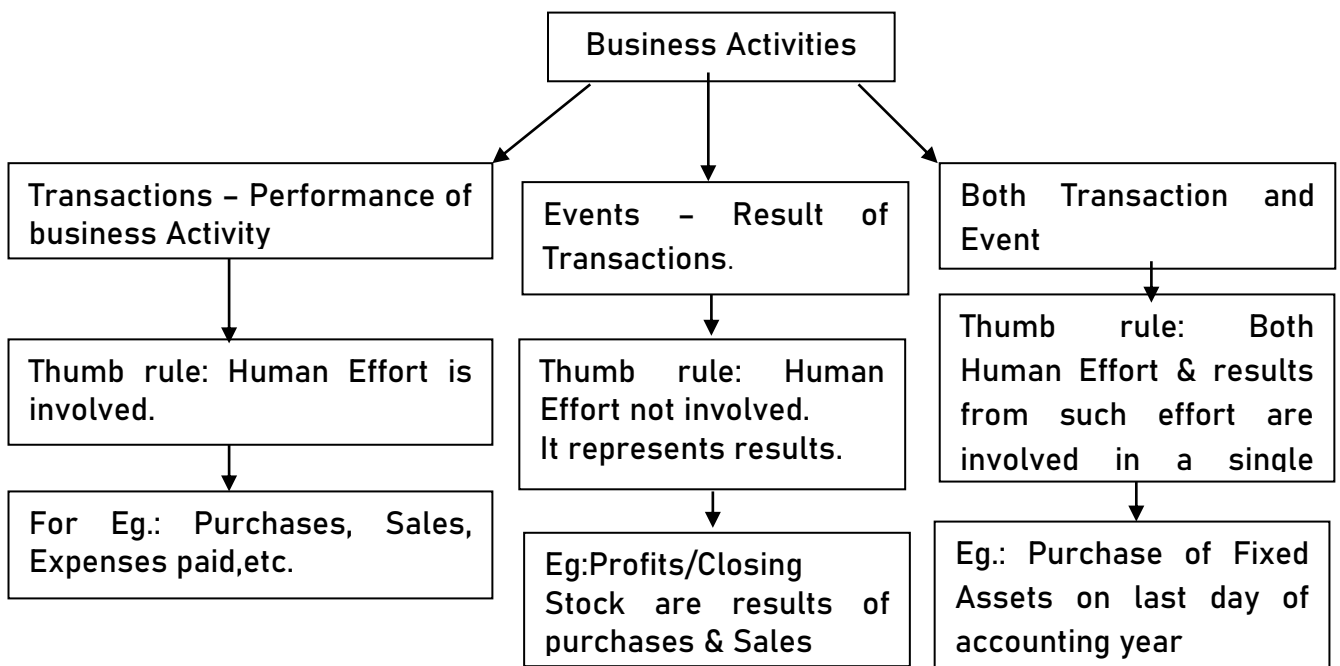 Business Activities
Transactions – Performance of
business Activity
Thumb rule: Human Effort is
involved.
For Eg.: Purchases, Sales,
Expenses paid,etc.
Events – Result of
Transactions.
Thumb rule: Human
Effort not involved.
It represents results.
Eg:Profits/Closing
Stock are results of
purchases & Sales
Both Transaction and
Event
Thumb rule: Both
Human Effort & results
from such effort are
involved in a single
Eg.: Purchase of Fixed
Assets on last day of
accounting year